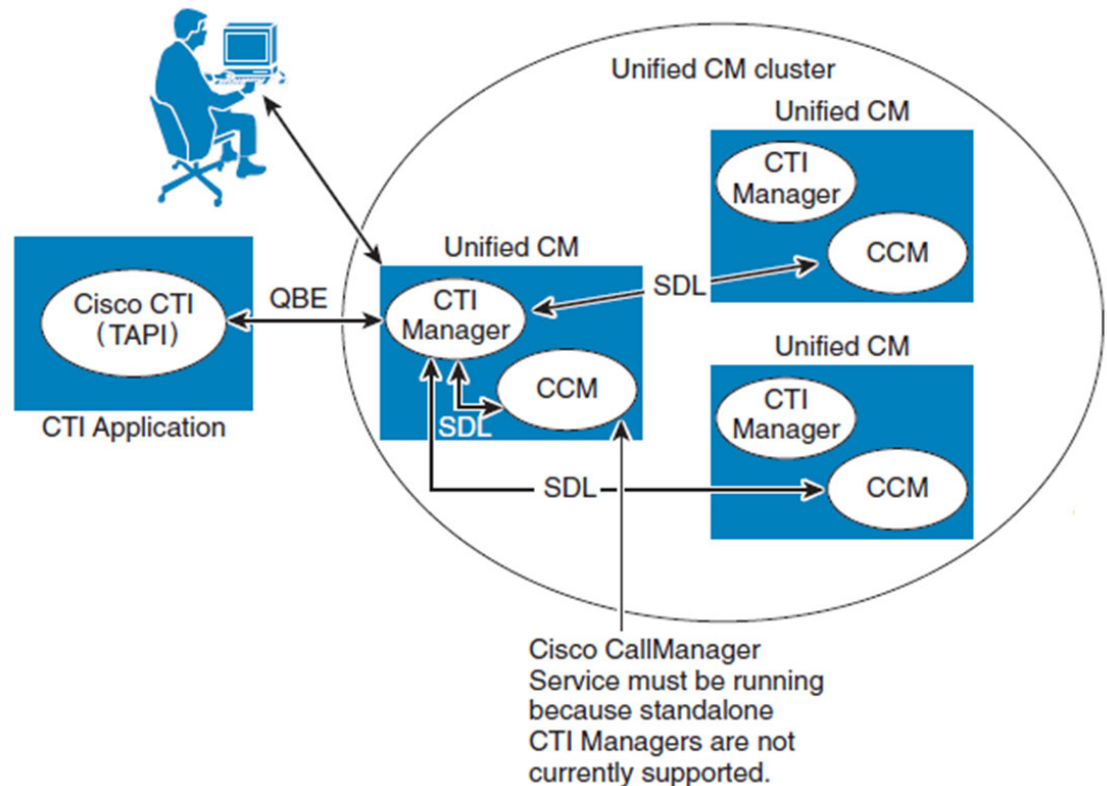 Unified CM cluster
Unified CM
CTI
Manager
CCM
Unified CM
Cisco CTI
(TAPI)
QBE
CTI
Manager
SDL
CCM
SDL
CTI Application
Unified CM
CTI
Manager
SDL
CCM
Cisco CallManager
Service must be running
because standalone
CTI Managers are not
currently supported.